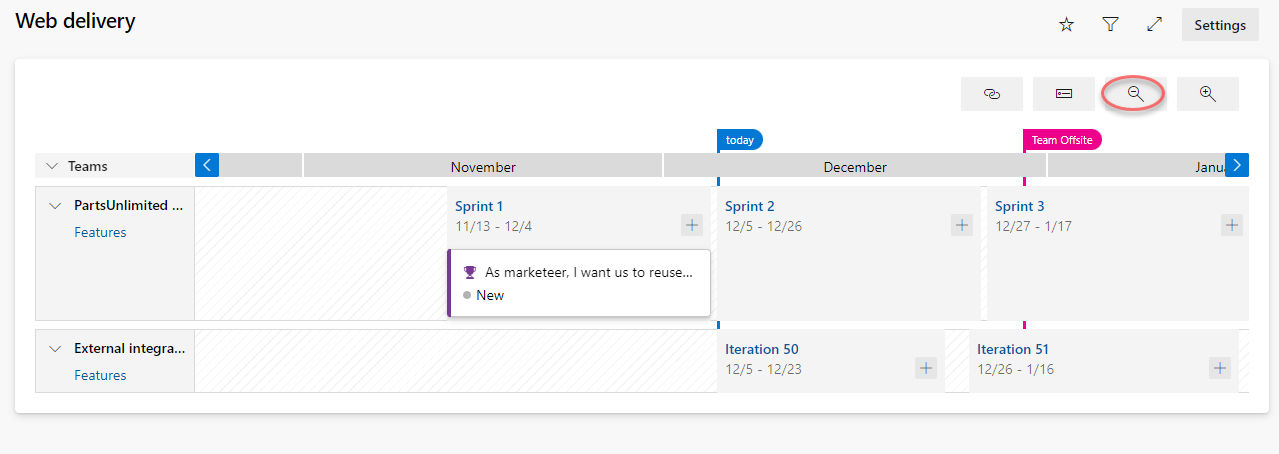 Web delivery
Settings
today
Team Offsite
Teams
November
December
Janu
PartsUnlimited ...
Features
Sprint 1
11/13 - 12/4
Sprint 2
12/5 - 12/26
Sprint 3
12/27 - 1/17
As marketeer, I want us to reuse...
New
External integra...
Features
Iteration 50
12/5 - 12/23
Iteration 51
12/26 - 1/16